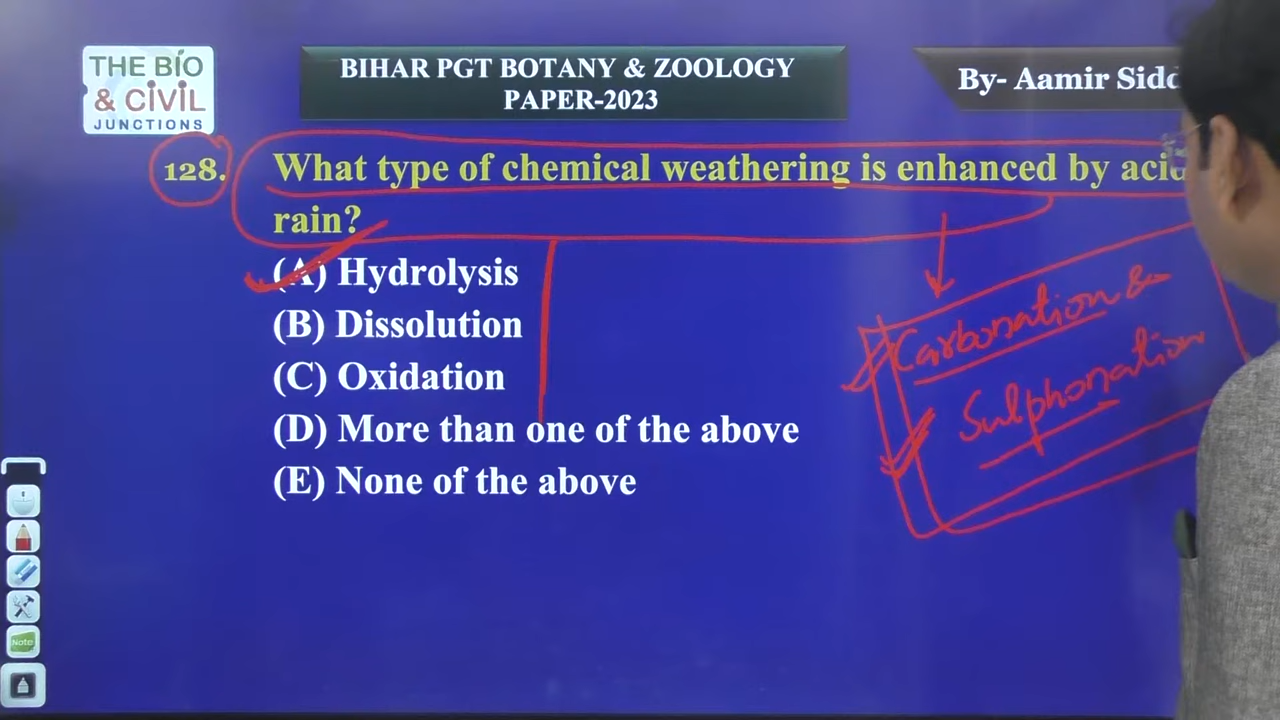 THE BIO
& CIVIL
JUNCTIONS
BIHAR PGT BOTANY & ZOOLOGY
PAPER-2023
By- Aamir Sidd
128.
What type of chemical weathering is enhanced by acid
rain?
(A) Hydrolysis
(B) Dissolution
(C) Oxidation
(D) More than one of the above
(E) None of the above
Carbonation &
Sulphonation
Note